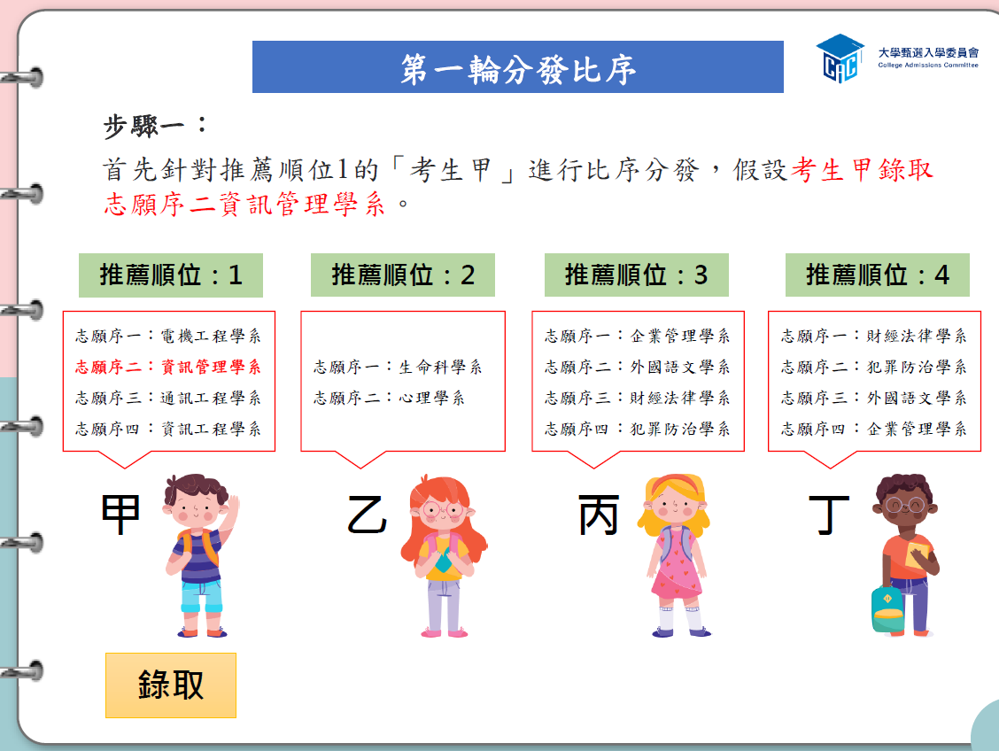 第一輪分發比序
大學甄選入學委員會
CAC
College Admissions Committee
步驟一：
首先針對推薦順位1的「考生甲」進行比序分發，假設考生甲錄取
志願序二資訊管理學系。
推薦順位：1
志願序一：電機工程學系
志願序二：資訊管理學系
志願序三：通訊工程學系
志願序四：資訊工程學系
甲
錄取
推薦順位：2
志願序一：生命科學系
志願序二：心理學系
乙
推薦順位：3
志願序一：企業管理學系
志願序二：外國語文學系
志願序三：財經法律學系
志願序四：犯罪防治學系
丙
推薦順位：4
志願序一：財經法律學系
志願序二：犯罪防治學系
志願序三：外國語文學系
志願序四：企業管理學系
丁